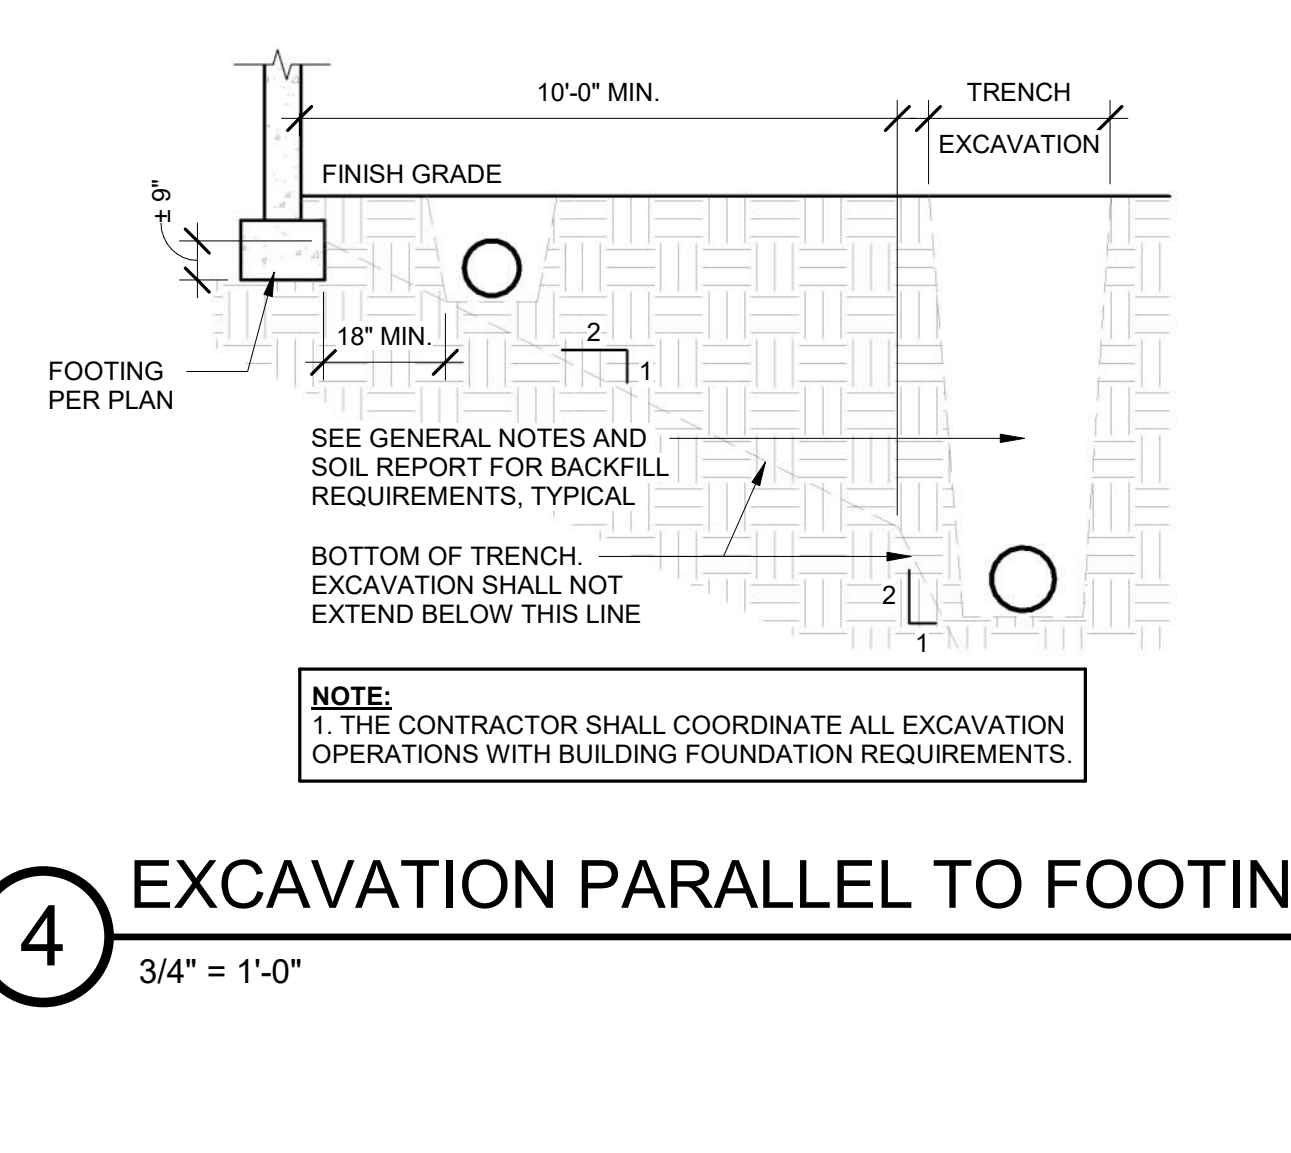 10'-0" MIN.
TRENCH
EXCAVATION
FINISH GRADE
± 9"
18" MIN.
2
1
FOOTING
PER PLAN
SEE GENERAL NOTES AND
SOIL REPORT FOR BACKFILL
REQUIREMENTS, TYPICAL
BOTTOM OF TRENCH.
EXCAVATION SHALL NOT
EXTEND BELOW THIS LINE
2
1
NOTE:
1. THE CONTRACTOR SHALL COORDINATE ALL EXCAVATION
OPERATIONS WITH BUILDING FOUNDATION REQUIREMENTS.
4
EXCAVATION PARALLEL TO FOOTIN
3/4" = 1'-0"